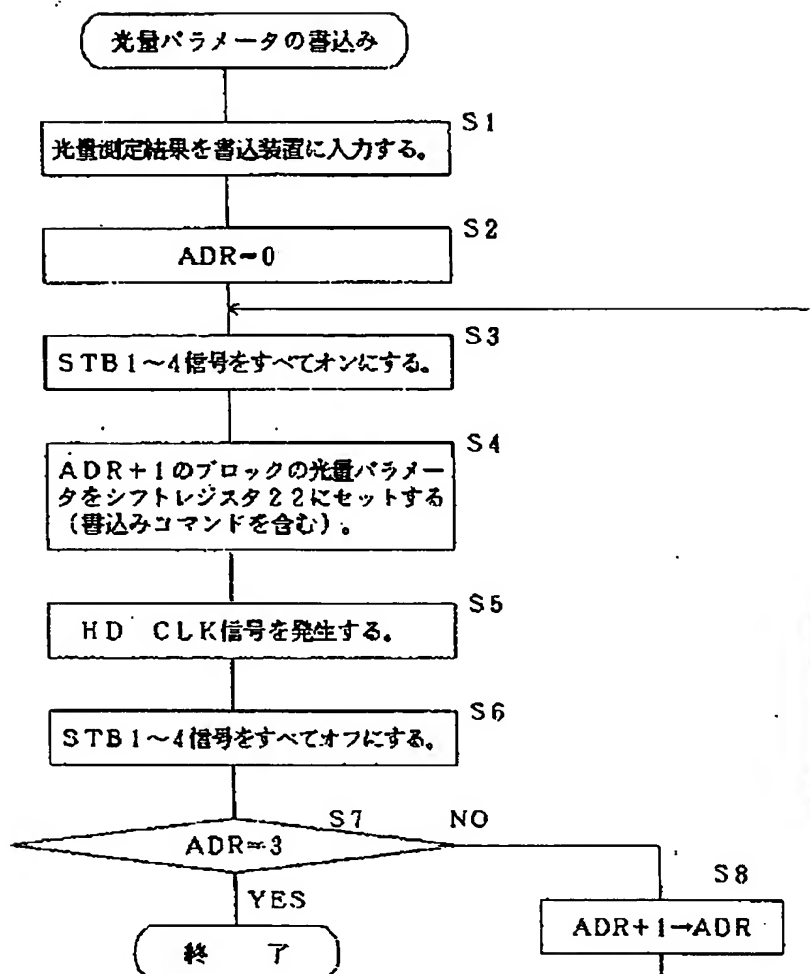 光量パラメータの書込み
S1
光量測定結果を書込装置に入力する。
S2
ADR=0
S3
STB1〜4信号をすべてオンにする。
S4
ADR+1のブロックの光量パラメー
タをシフトレジスタ22にセットする
(書込みコマンドを含む)。
S5
HD CLK信号を発生する。
S6
STB1〜4信号をすべてオフにする。
S7
NO
ADR=3
YES
S8
ADR+1→ADR
終 了